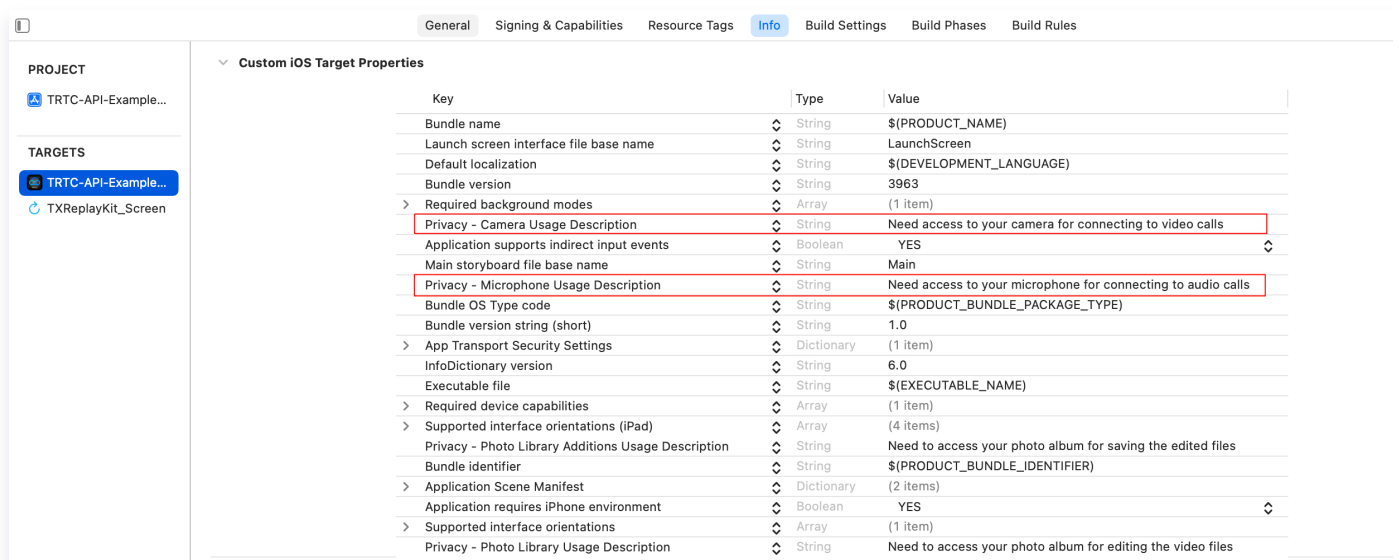 General Signing & Capabilities Resource Tags Info Build Settings Build Phases Build Rules
PROJECT
TRTC-API-Example...
TARGETS
TRTC-API-Example...
TXReplayKit_Screen
Custom iOS Target Properties
Key Type Value
Bundle name String $(PRODUCT_NAME)
Launch screen interface file base name String LaunchScreen
Default localization String $(DEVELOPMENT_LANGUAGE)
Bundle version String 3963
Required background modes Array (1 item)
Privacy - Camera Usage Description String Need access to your camera for connecting to video calls
Application supports indirect input events Boolean YES
Main storyboard file base name String Main
Privacy - Microphone Usage Description String Need access to your microphone for connecting to audio calls
Bundle OS Type code String $(PRODUCT_BUNDLE_PACKAGE_TYPE)
Bundle version string (short) String 1.0
App Transport Security Settings Dictionary (1 item)
InfoDictionary version String 6.0
Executable file String $(EXECUTABLE_NAME)
Required device capabilities Array (1 item)
Supported interface orientations (iPad) Array (4 items)
Privacy - Photo Library Additions Usage Description String Need to access your photo album for saving the edited files
Bundle identifier String $(PRODUCT_BUNDLE_IDENTIFIER)
Application Scene Manifest Dictionary (2 items)
Application requires iPhone environment Boolean YES
Supported interface orientations Array (1 item)
Privacy - Photo Library Usage Description String Need to access your photo album for editing the video files